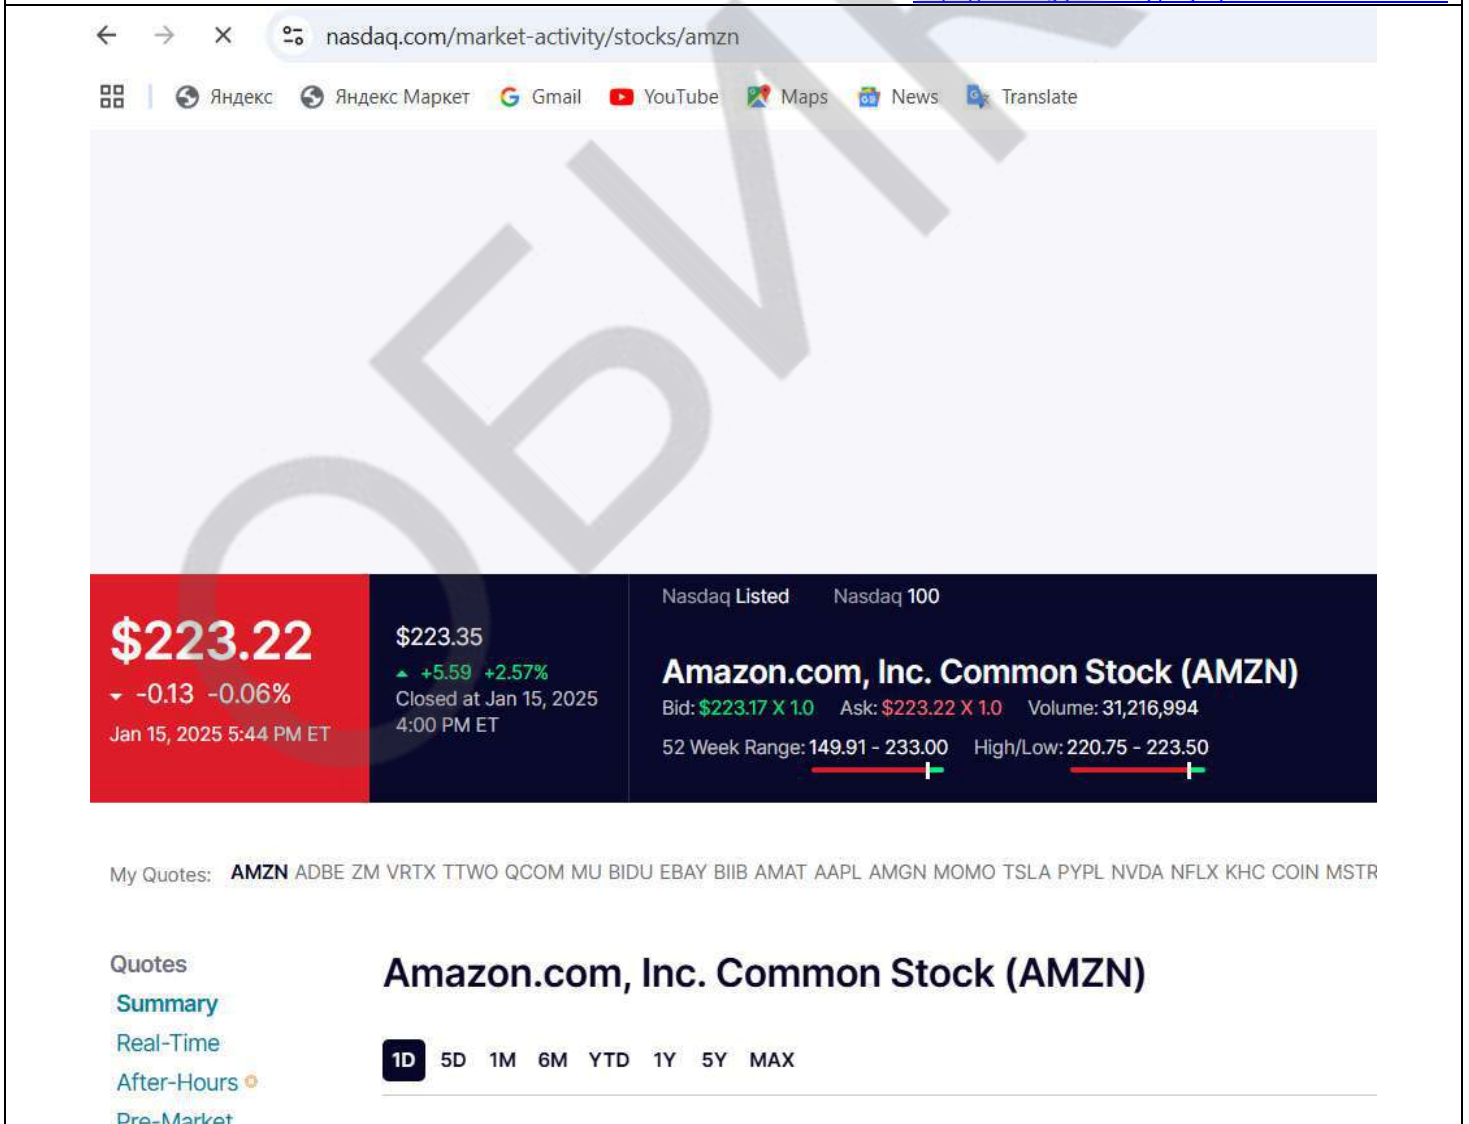 nasdaq.com/market-activity/stocks/amzn
Яндекс Яндекс Маркет Gmail YouTube Maps News Translate
ОБИ
$223.22
-0.13 -0.06%
Jan 15, 2025 5:44 PM ET
$223.35
+5.59 +2.57%
Closed at Jan 15, 2025
4:00 PM ET
Nasdaq Listed Nasdaq 100
Amazon.com, Inc. Common Stock (AMZN)
Bid: $223.17 X 1.0 Ask: $223.22 X 1.0 Volume: 31,216,994
52 Week Range: 149.91 - 233.00 High/Low: 220.75 - 223.50
My Quotes: AMZN ADBE ZM VRTX TTWO QCOM MU BIDU EBAY BIIB AMAT AAPL AMGN MOMO TSLA PYPL NVDA NFLX KHC COIN MSTR
Quotes
Summary
Real-Time
After-Hours
Pre-Market
Amazon.com, Inc. Common Stock (AMZN)
1D 5D 1M 6M YTD 1Y 5Y MAX